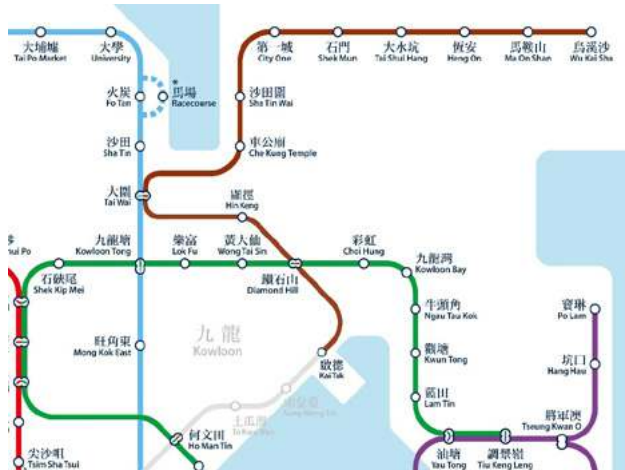 大埔墟
Tai Po Market
大學
University
第一城
City One
石門
Shek Mun
大水坑
Tai Shui Hang
恆安
Heng On
馬鞍山
Ma On Shan
烏溪沙
Wu Kai Sha
火炭
Fo Tan
*
馬場
Racecourse
沙田圍
Sha Tin Wai
沙田
Sha Tin
車公廟
Che Kung Temple
大圍
Tai Wai
顯徑
Hin Keng
九龍塘
Kowloon Tong
樂富
Lok Fu
黃大仙
Wong Tai Sin
彩虹
Choi Hung
九龍灣
Kowloon Bay
hui Po
石硤尾
Shek Kip Mei
鑽石山
Diamond Hill
牛頭角
Ngau Tau Kok
寶琳
Po Lam
九龍
Kowloon
旺角東
Mong Kok East
啟德
Kai Tak
觀塘
Kwun Tong
坑口
Hang Hau
藍田
Lam Tin
土瓜灣
將軍澳
Tseung Kwan O
何文田
Ho Man Tin
尖沙咀
Tsim Sha Tsui
油塘
Yau Tong
調景嶺
Tiu Keng Leng